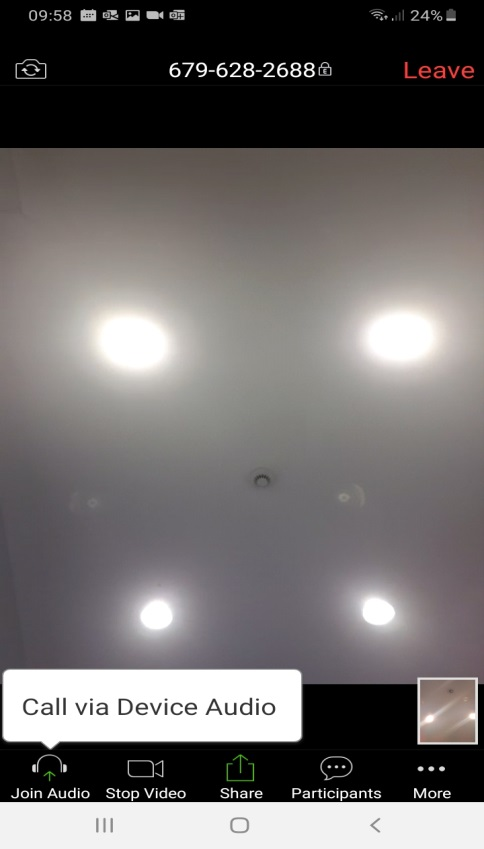 09:58 24%
679-628-2688 Leave
Call via Device Audio
Join Audio Stop Video Share Participants More